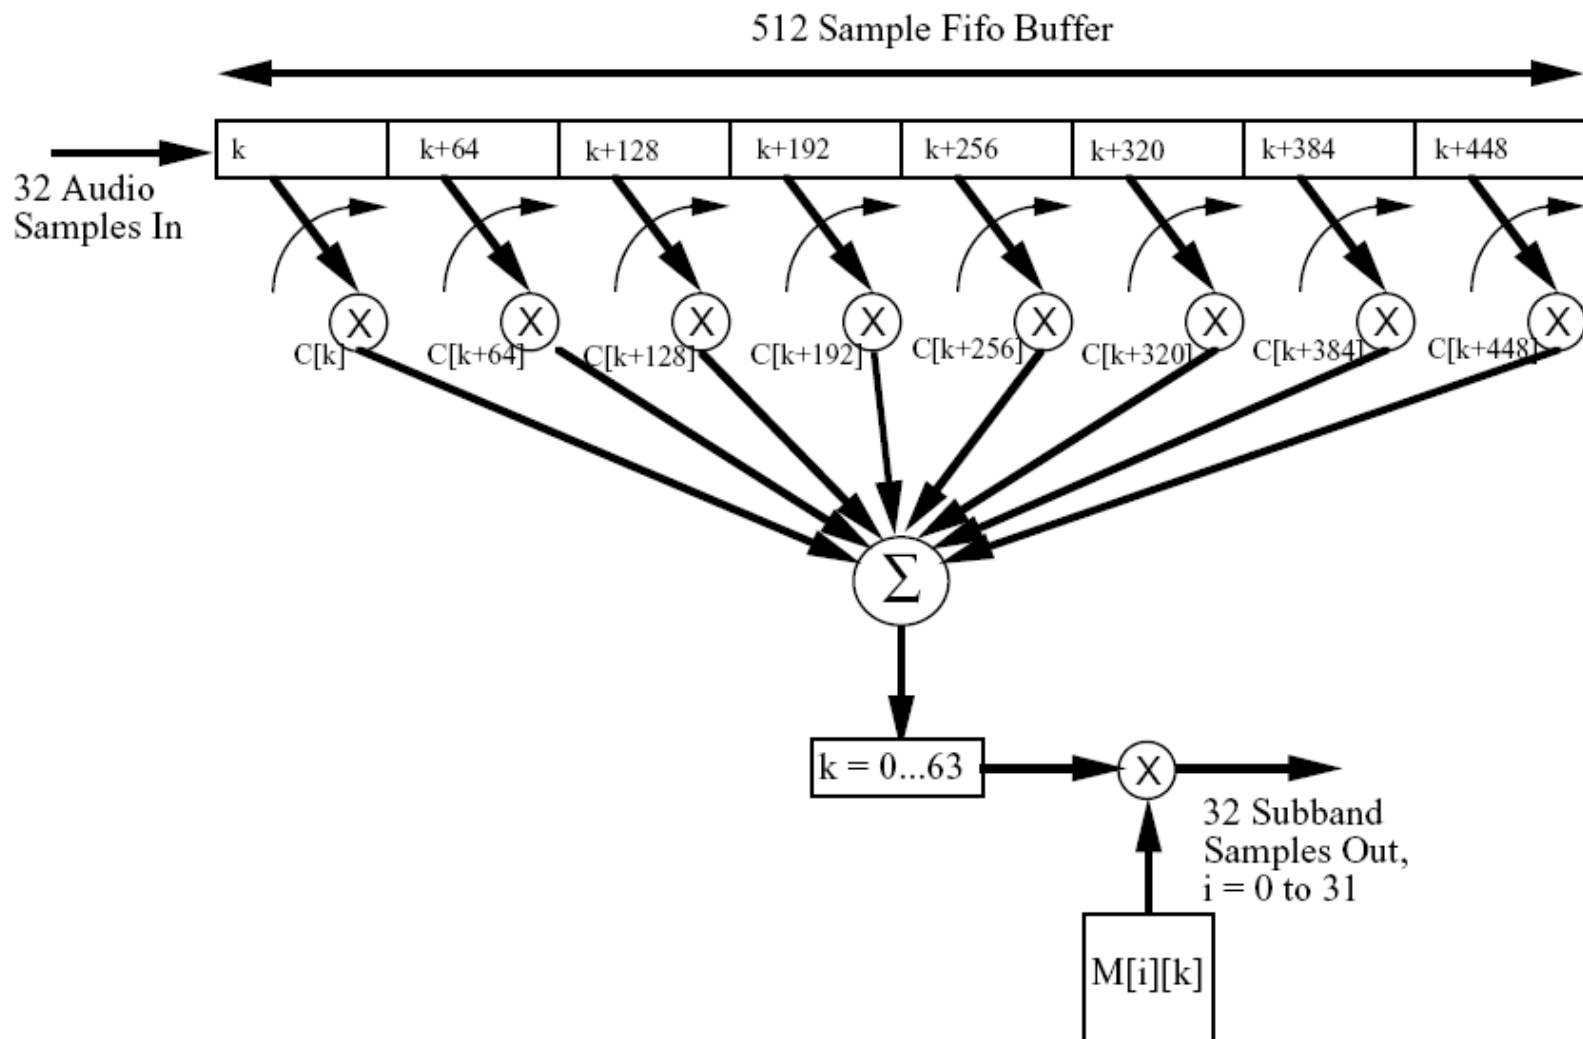 512 Sample Fifo Buffer
k k+64 k+128 k+192 k+256 k+320 k+384 k+448
32 Audio
Samples In
X X X X X X X X
C[k] C[k+64] C[k+128] C[k+192] C[k+256] C[k+320] C[k+384] C[k+448]
Σ
k = 0...63 X
32 Subband
Samples Out,
i = 0 to 31
M[i][k]